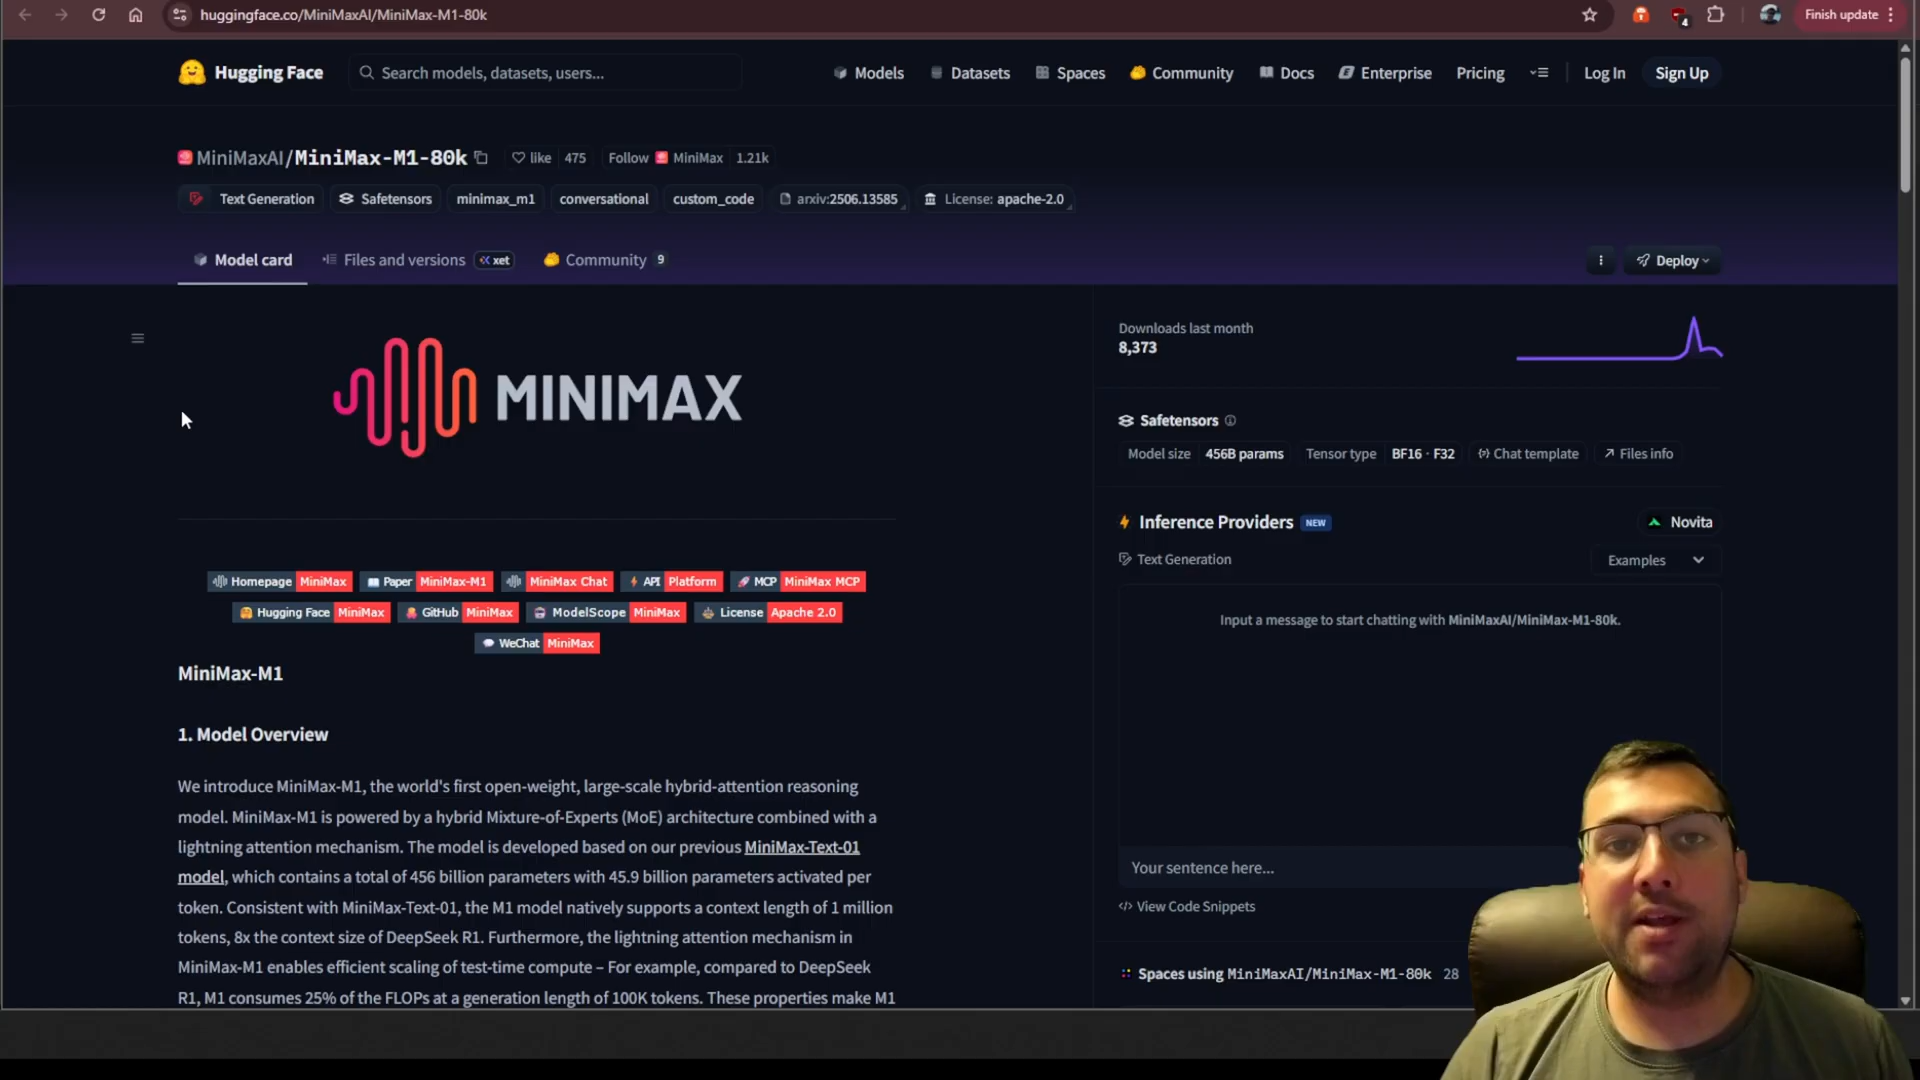 huggingface.co/MiniMaxAI/MiniMax-M1-80k
4
Finish update
Hugging Face
Search models, datasets, users...
Models
Datasets
Spaces
Community
Docs
Enterprise
Pricing
Log In
Sign Up
MiniMaxAI/MiniMax-M1-80k
like 475
Follow MiniMax 1.21k
Text Generation
Safetensors
minimax_m1
conversational
custom_code
arxiv:2506.13585
License: apache-2.0
Model card
Files and versions
xet
Community 9
Deploy
MINIMAX
Homepage MiniMax
Paper MiniMax-M1
MiniMax Chat
API Platform
MCP MiniMax MCP
Hugging Face MiniMax
GitHub MiniMax
ModelScope MiniMax
License Apache 2.0
WeChat MiniMax
MiniMax-M1
1. Model Overview
We introduce MiniMax-M1, the world's first open-weight, large-scale hybrid-attention reasoning
model. MiniMax-M1 is powered by a hybrid Mixture-of-Experts (MoE) architecture combined with a
lightning attention mechanism. The model is developed based on our previous MiniMax-Text-01
model, which contains a total of 456 billion parameters with 45.9 billion parameters activated per
token. Consistent with MiniMax-Text-01, the M1 model natively supports a context length of 1 million
tokens, 8x the context size of DeepSeek R1. Furthermore, the lightning attention mechanism in
MiniMax-M1 enables efficient scaling of test-time compute – For example, compared to DeepSeek
R1, M1 consumes 25% of the FLOPs at a generation length of 100K tokens. These properties make M1
Downloads last month
8,373
Safetensors
Model size 456B params
Tensor type BF16 · F32
Chat template
Files info
Inference Providers NEW
Novita
Text Generation
Examples
Input a message to start chatting with MiniMaxAI/MiniMax-M1-80k.
Your sentence here...
View Code Snippets
Spaces using MiniMaxAI/MiniMax-M1-80k 28